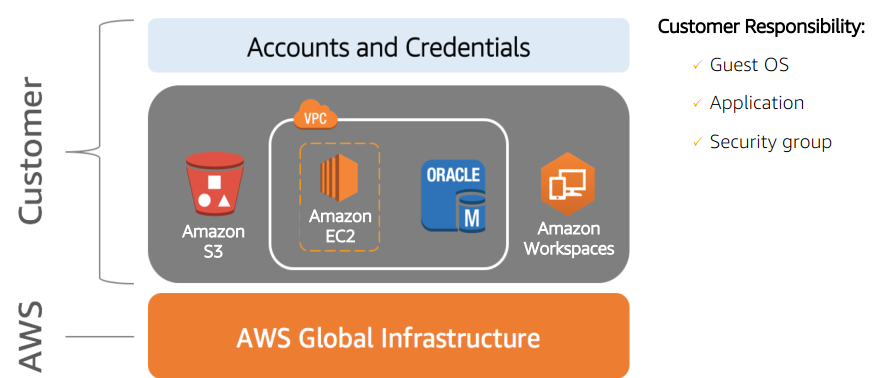 Accounts and Credentials
Customer Responsibility:
Guest OS
Application
Security group
Customer
VPC
Amazon
S3
Amazon
EC2
ORACLE
M
Amazon
Workspaces
AWS
AWS Global Infrastructure